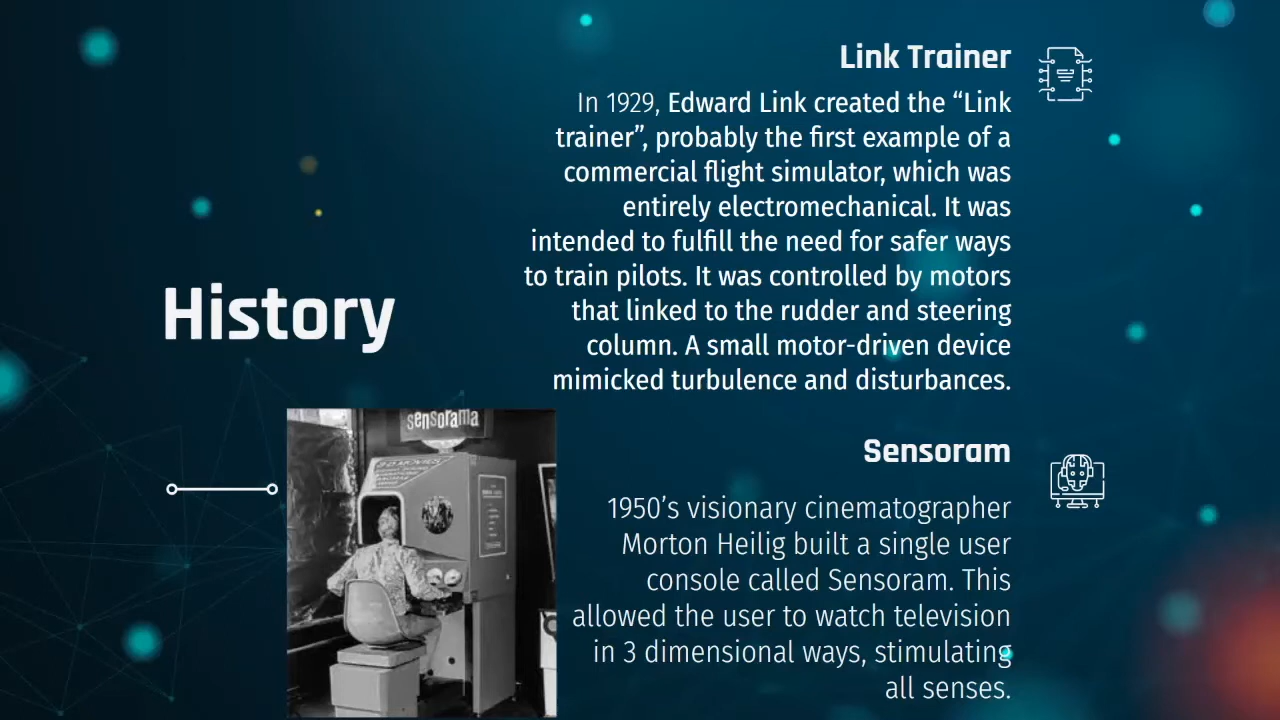 Link Trainer
In 1929, Edward Link created the “Link
trainer”, probably the first example of a
commercial flight simulator, which was
entirely electromechanical. It was
intended to fulfill the need for safer ways
to train pilots. It was controlled by motors
that linked to the rudder and steering
column. A small motor-driven device
mimicked turbulence and disturbances.
History
sensorama
Sensoram
1950’s visionary cinematographer
Morton Heilig built a single user
console called Sensoram. This
allowed the user to watch television
in 3 dimensional ways, stimulating
all senses.